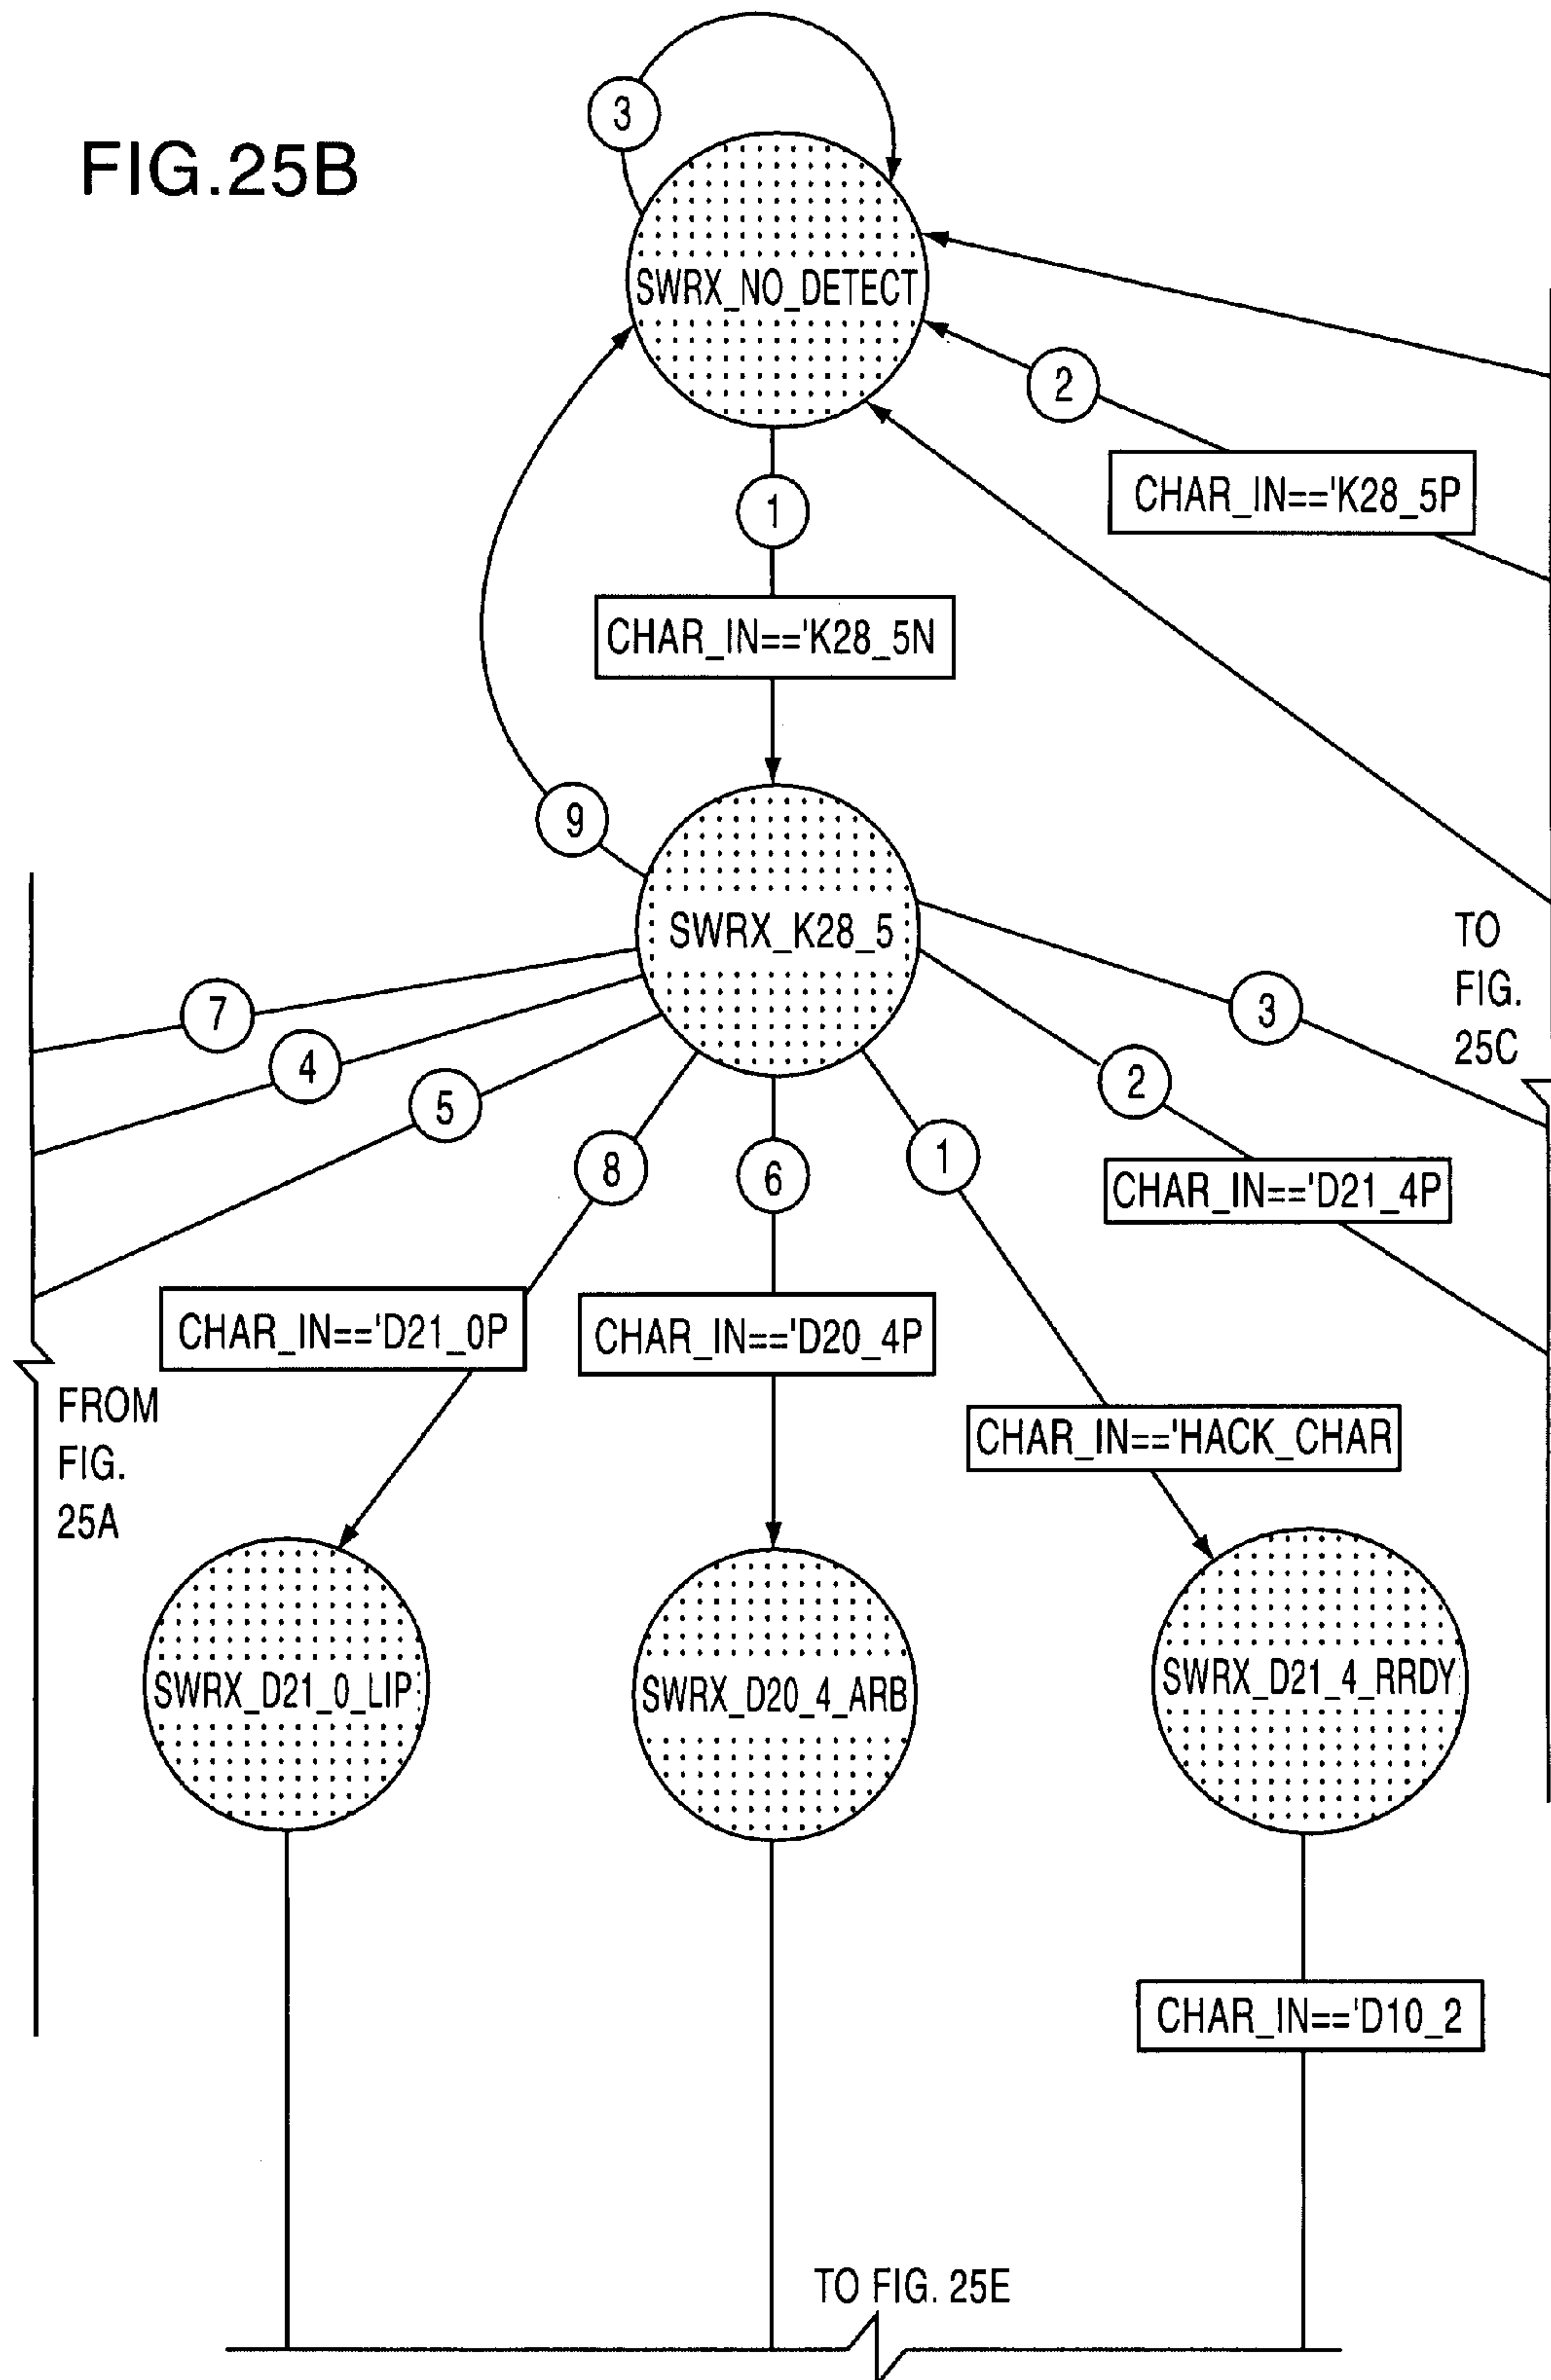 FIG.25B
3
SWRX_NO_DETECT
2
CHAR_IN=='K28_5P
1
CHAR_IN=='K28_5N
9
SWRX_K28_5
TO
FIG.
25C
7
4
5
8
6
1
2
3
CHAR_IN=='D21_4P
CHAR_IN=='D21_0P
CHAR_IN=='D20_4P
CHAR_IN=='HACK_CHAR
FROM
FIG.
25A
SWRX_D21_0_LIP
SWRX_D20_4_ARB
SWRX_D21_4_RRDY
CHAR_IN=='D10_2
TO FIG. 25E